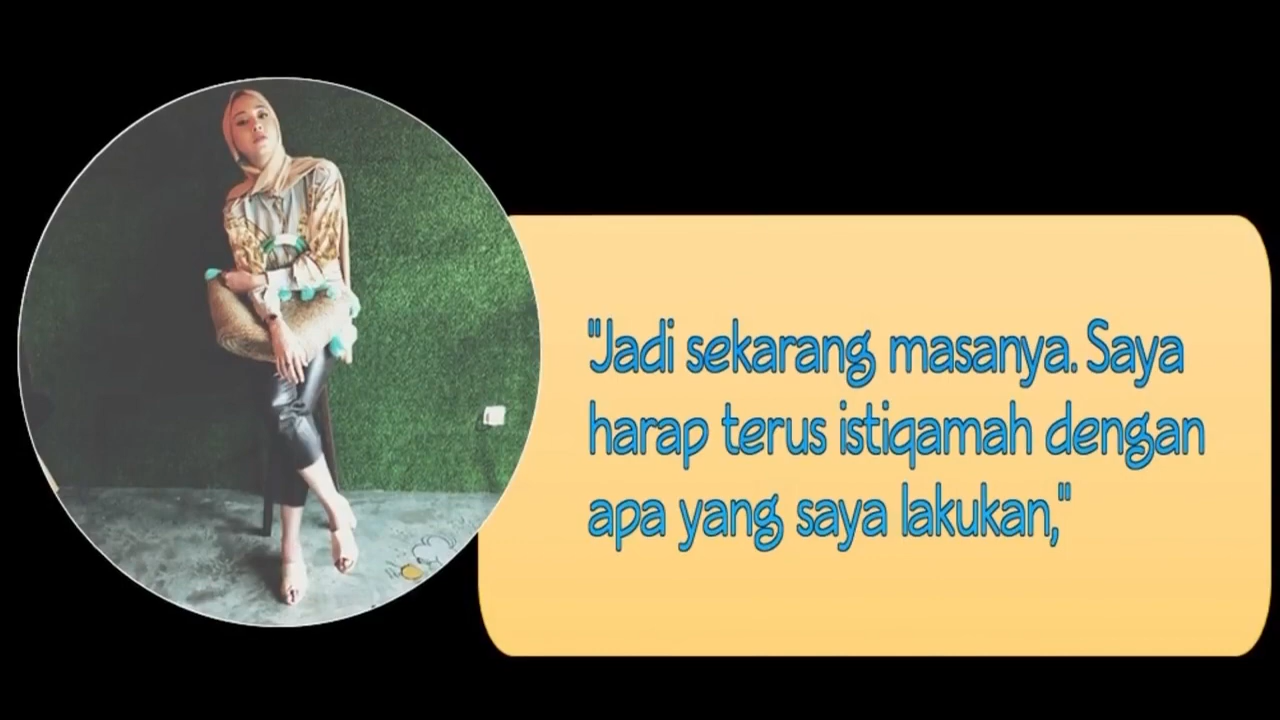 "Jadi sekarang masanya. Saya
harap terus istiqamah dengan
apa yang saya lakukan,"